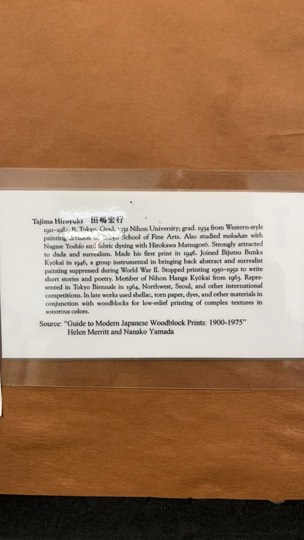 Tajima Hiroyuki 田嶋宏行
1911-1984. B. Tokyo. Grad. 1932 Nihon University; grad. 1934 from Western-style
painting division of Tokyo School of Fine Arts. Also studied mokuhan with
Nagase Yoshio and fabric dyeing with Hirokawa Matsugorō. Strongly attracted
to dada and surrealism. Made his first print in 1946. Joined Bijutsu Bunka
Kyōkai in 1946, a group instrumental in bringing back abstract and surrealist
painting suppressed during World War II. Stopped printing 1950-1952 to write
short stories and poetry. Member of Nihon Hanga Kyōkai from 1963. Repre-
sented in Tokyo Biennale in 1964, Northwest, Seoul, and other international
competitions. In late works used shellac, torn paper, dyes, and other materials in
conjunction with woodblocks for low-relief printing of complex textures in
sonorous colors.
Source: "Guide to Modern Japanese Woodblock Prints: 1900-1975"
Helen Merritt and Nanako Yamada